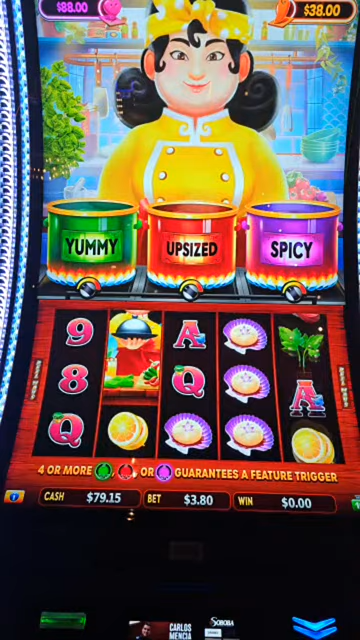 $88.00
$38.00
YUMMY
UPSIZED
SPICY
9
A
8
Q
A
Q
4 OR MORE OR GUARANTEES A FEATURE TRIGGER
CASH $79.15 BET $3.80 WIN $0.00
CARLOS
MENCIA
SOBOBA